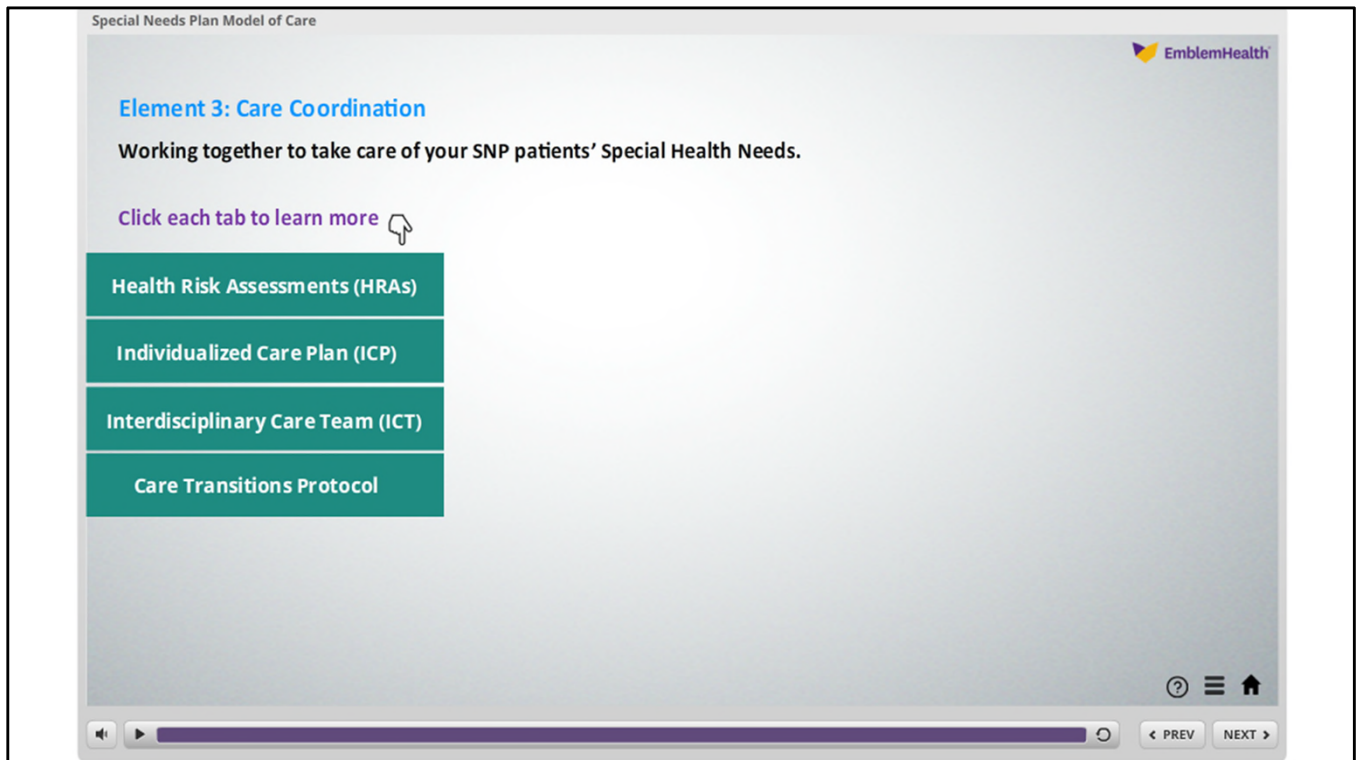 Special Needs Plan Model of Care
EmblemHealth
Element 3: Care Coordination
Working together to take care of your SNP patients’ Special Health Needs.
Click each tab to learn more
Health Risk Assessments (HRAs)
Individualized Care Plan (ICP)
Interdisciplinary Care Team (ICT)
Care Transitions Protocol
?
< PREV
NEXT >